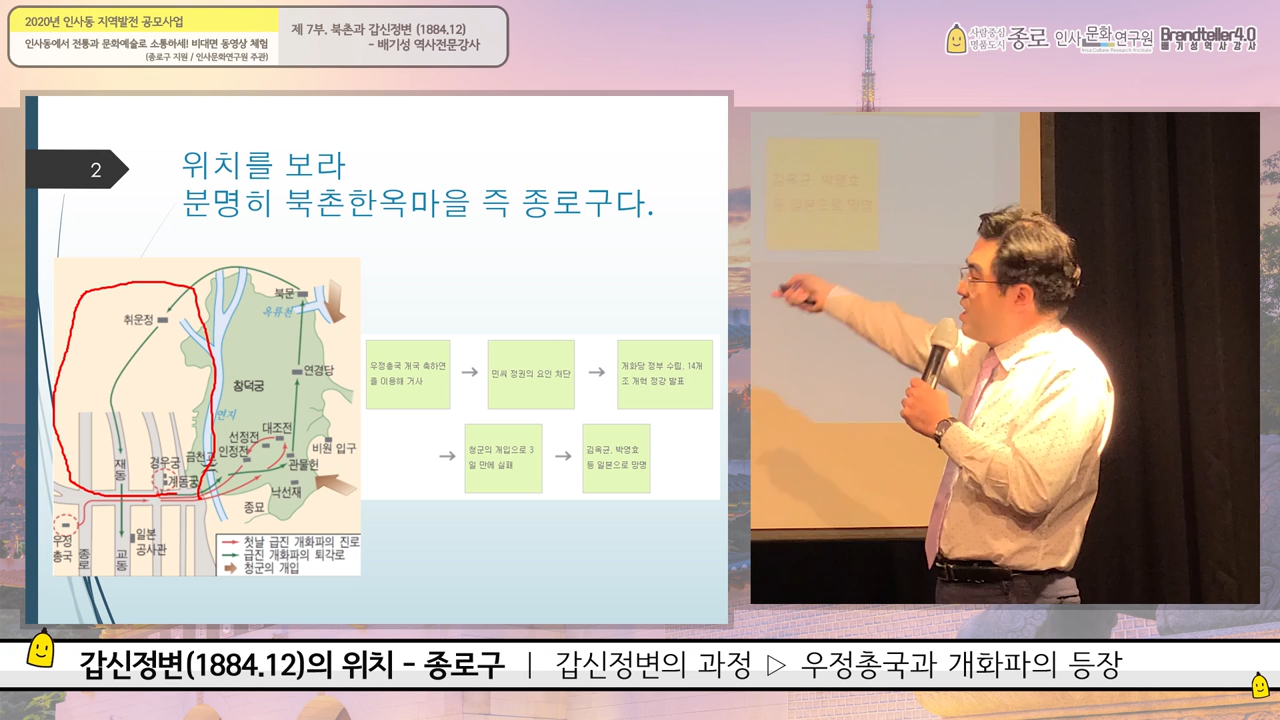 2020년 인사동 지역발전 공모사업
인사동에서 전통과 문화예술로 소통하세! 비대면 동영상 체험
(종로구 지원 / 인사문화연구원 주관)
제 7부. 북촌과 갑신정변 (1884.12)
- 배기성 역사전문강사
사람중심
명품도시
종로
인사문화연구원
Insa Culture Research Institute
Brandteller4.0
배기성역사강사
2
위치를 보라
분명히 북촌한옥마을 즉 종로구다.
북문
옥류천
취운정
연경당
창덕궁
면지
대조전
선정전
인정전
비원 입구
금천교
관물헌
재동
경우궁
계동궁
낙선재
종묘
우정총국
종로
교동
일본
공사관
첫날 급진 개화파의 진로
급진 개화파의 퇴각로
청군의 개입
우정총국 개국 축하연
을 이용해 거사
민씨 정권의 요인 처단
개화당 정부 수립, 14개
조 개혁 정강 발표
청군의 개입으로 3
일 만에 실패
김옥균, 박영효
등 일본으로 망명
김옥균, 박영효
등 일본으로 망명
갑신정변(1884.12)의 위치 - 종로구 | 갑신정변의 과정 ▷ 우정총국과 개화파의 등장